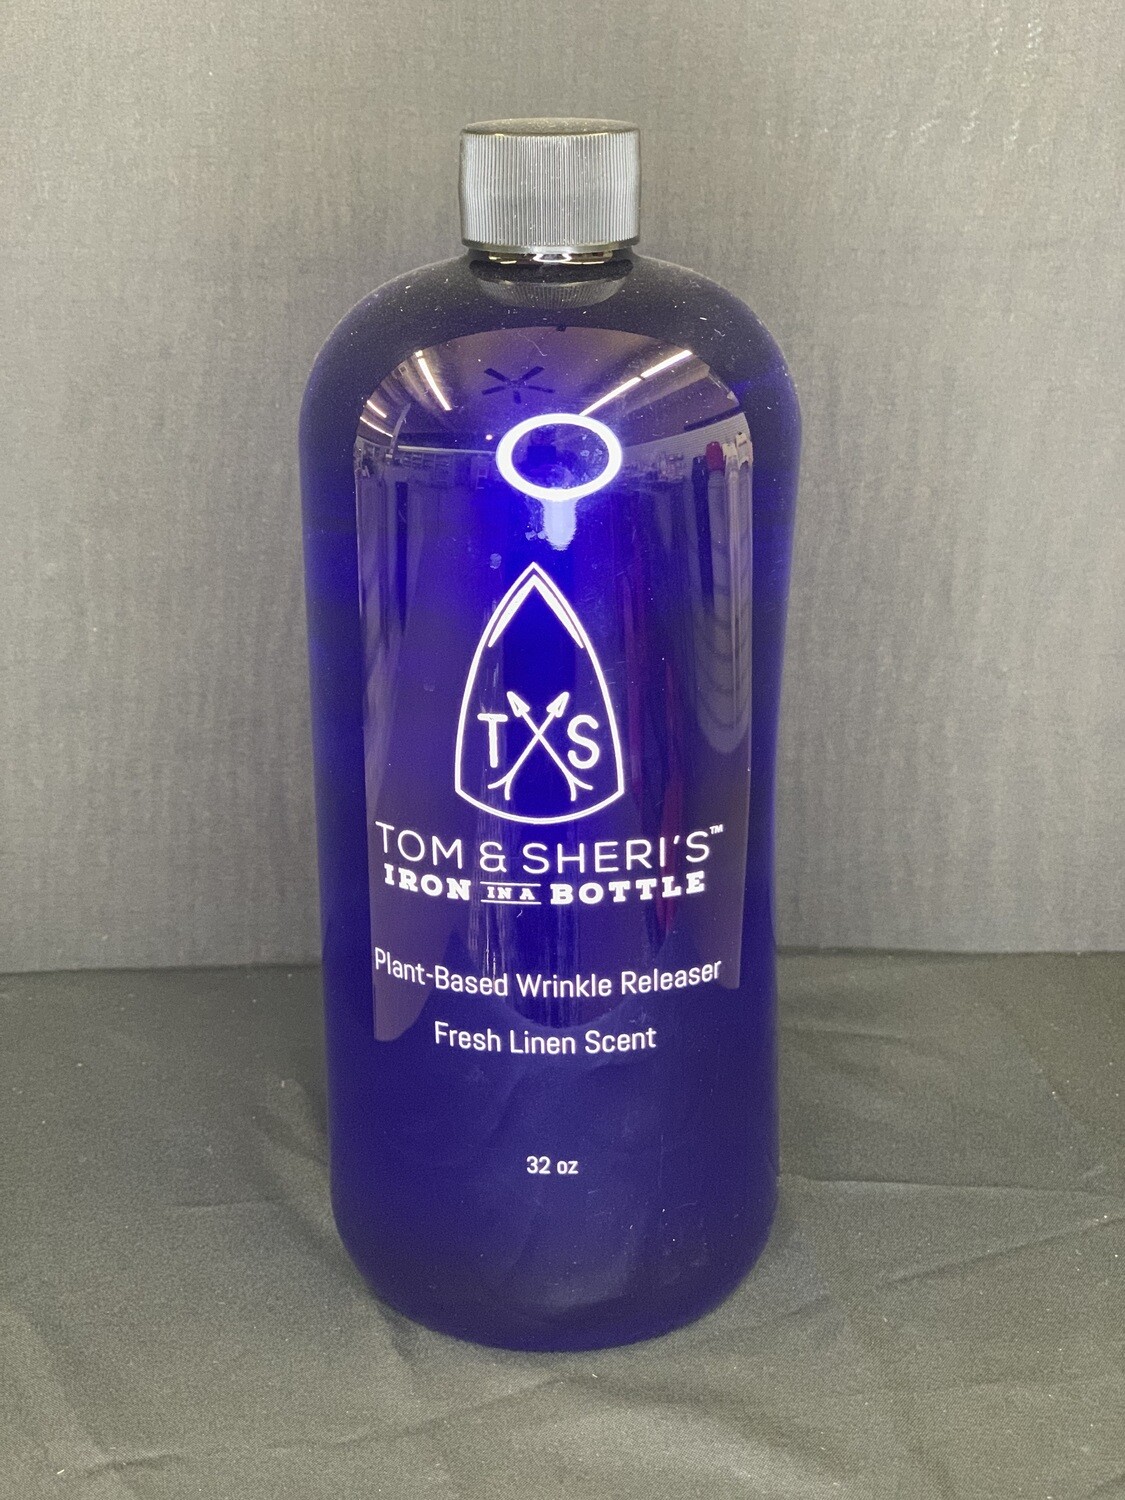 T S
TOM & SHERI'S™
IRON IN A BOTTLE
Plant-Based Wrinkle Releaser
Fresh Linen Scent
32 oz